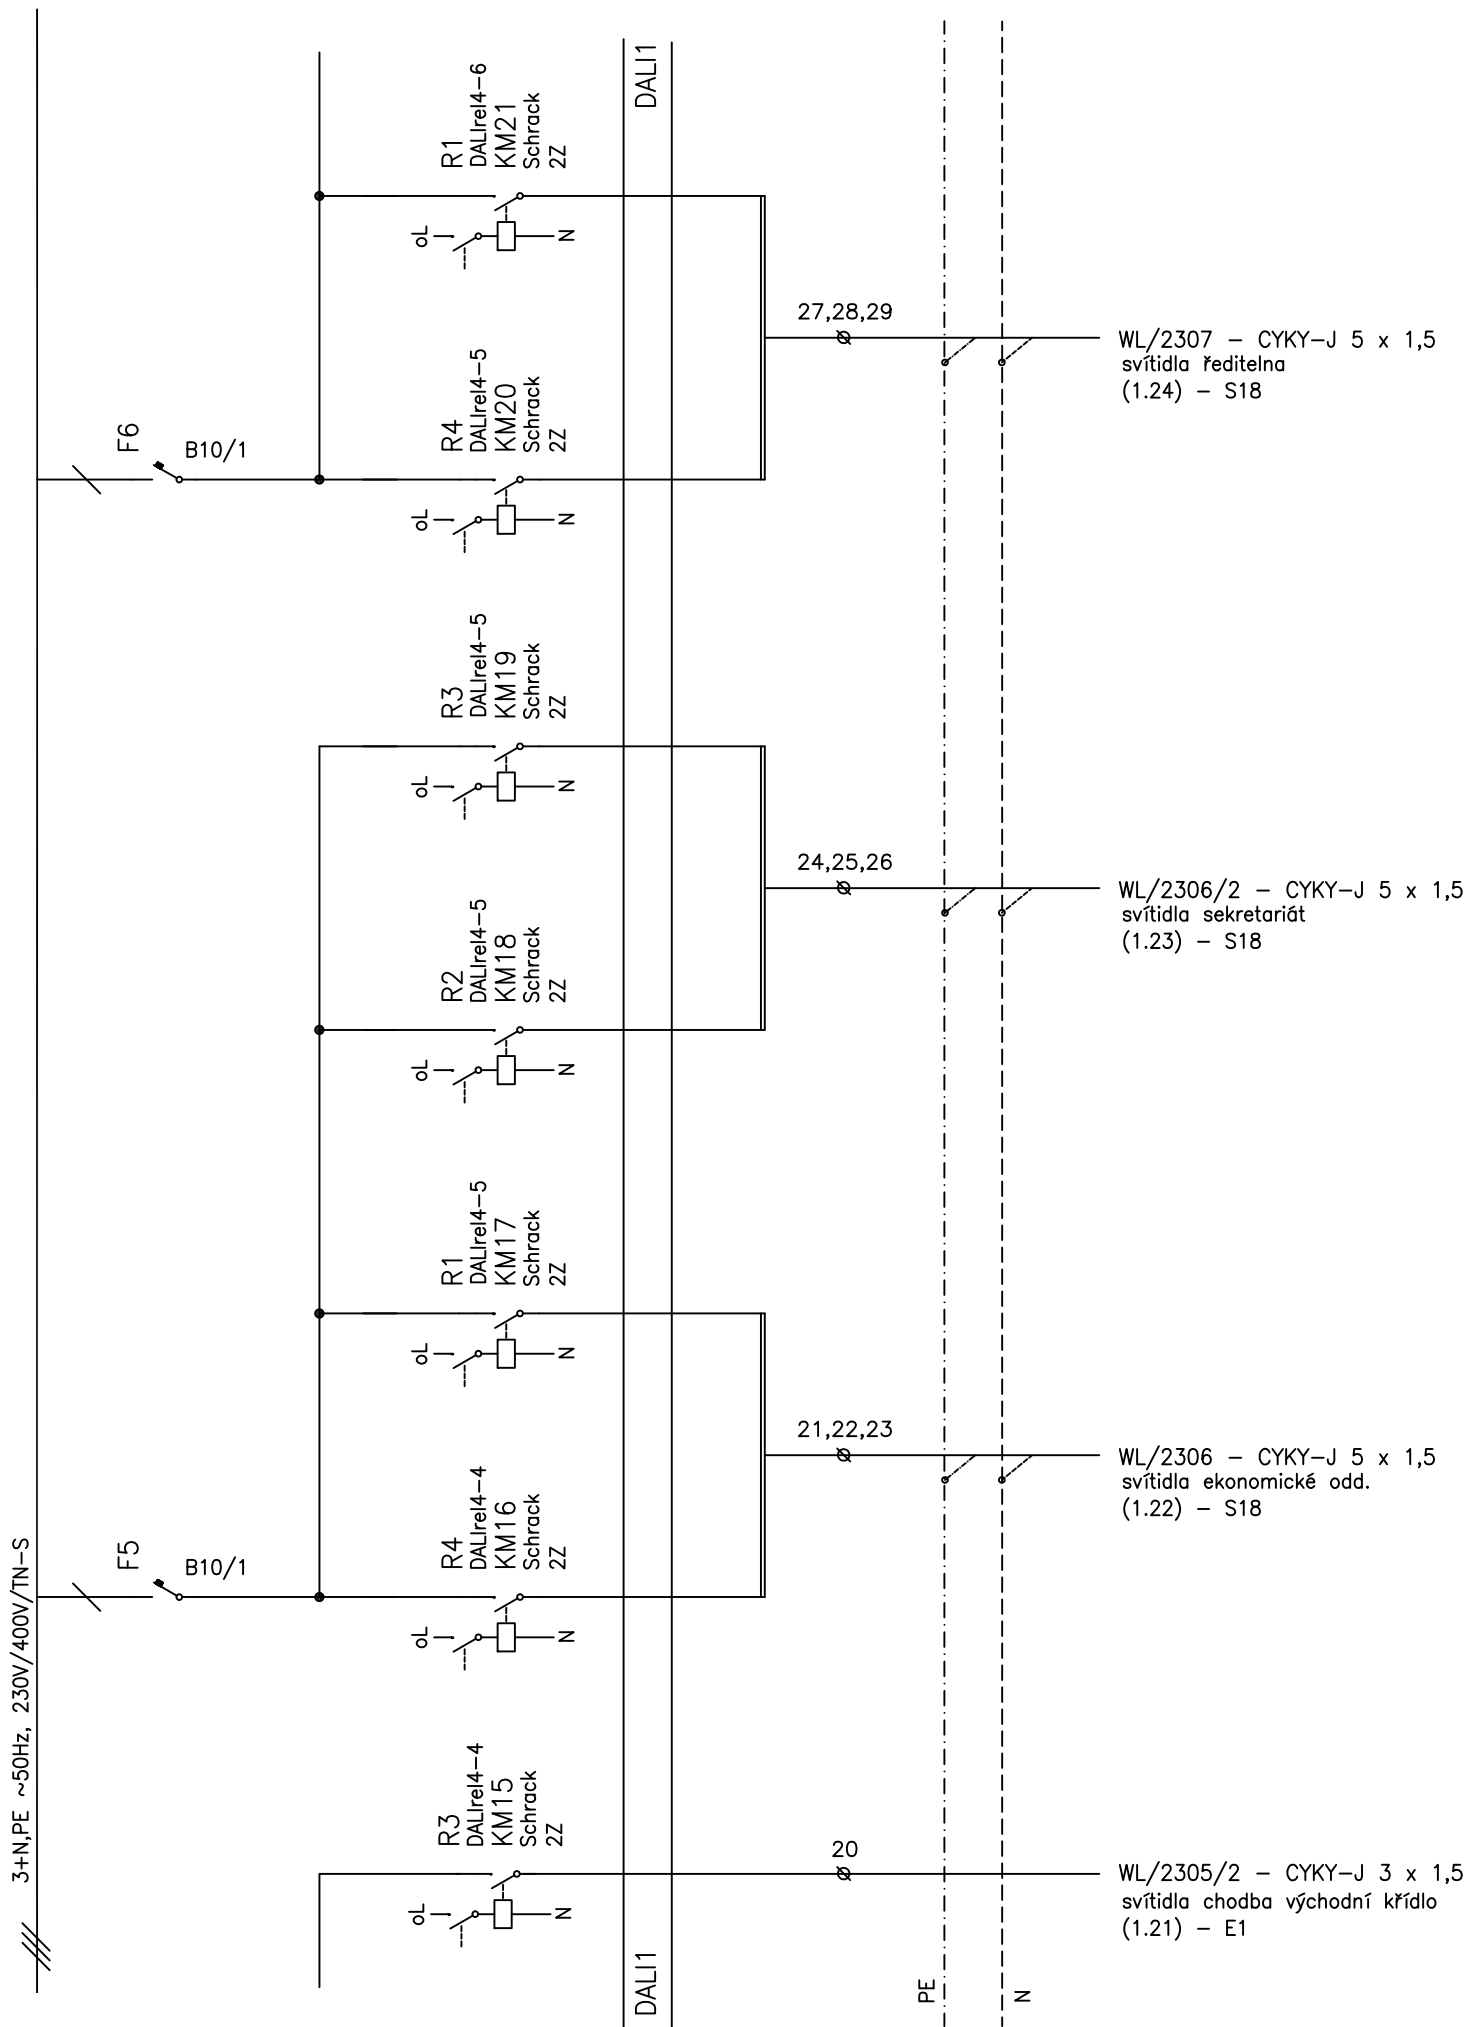 R1
DALIrel4-6
KM21
Schrack
2Z
DALI1
oL
N
27,28,29
WL/2307 - CYKY-J 5 x 1,5
svítidla ředitelna
(1.24) - S18
F6
B10/1
R4
DALIrel4-5
KM20
Schrack
2Z
oL
N
R3
DALIrel4-5
KM19
Schrack
2Z
oL
N
24,25,26
WL/2306/2 - CYKY-J 5 x 1,5
svítidla sekretariát
(1.23) - S18
R2
DALIrel4-5
KM18
Schrack
2Z
oL
N
R1
DALIrel4-5
KM17
Schrack
2Z
oL
N
21,22,23
WL/2306 - CYKY-J 5 x 1,5
svítidla ekonomické odd.
(1.22) - S18
F5
B10/1
R4
DALIrel4-4
KM16
Schrack
2Z
oL
N
3+N,PE ~50Hz, 230V/400V/TN-S
R3
DALIrel4-4
KM15
Schrack
2Z
oL
N
20
WL/2305/2 - CYKY-J 3 x 1,5
svítidla chodba východní křídlo
(1.21) - E1
DALI1
PE
N